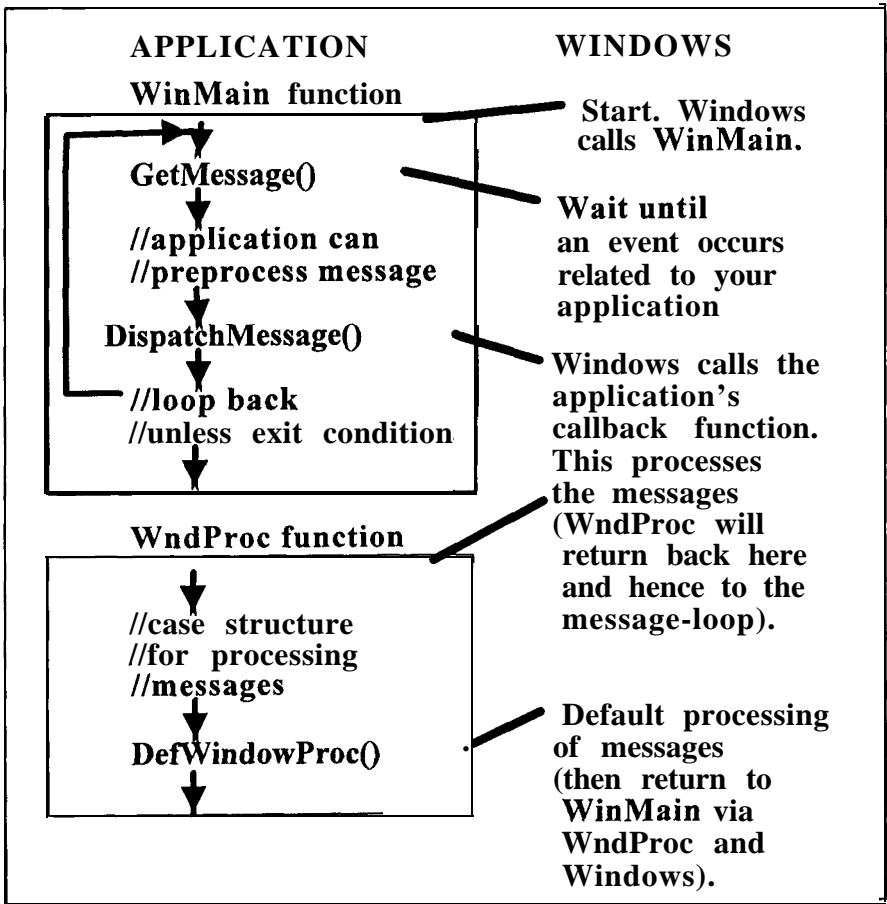 APPLICATION
WinMain function
GetMessage()
//application can
//preprocess message
DispatchMessage()
//loop back
//unless exit condition
WndProc function
//case structure
//for processing
//messages
DefWindowProc()
WINDOWS
Start. Windows
calls WinMain.
Wait until
an event occurs
related to your
application
Windows calls the
application's
callback function.
This processes
the messages
(WndProc will
return back here
and hence to the
message-loop).
Default processing
of messages
(then return to
WinMain via
WndProc and
Windows).